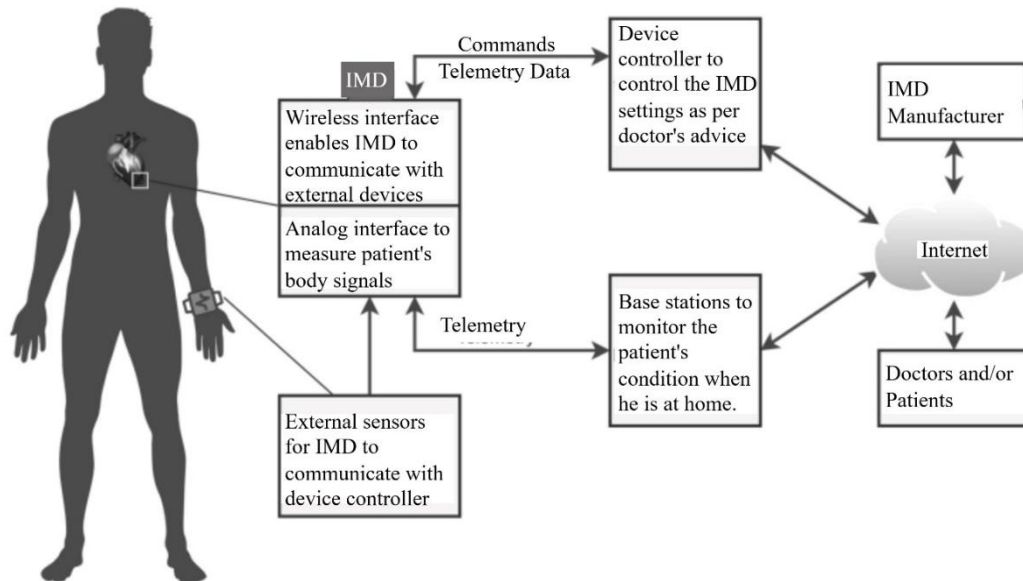 IMD
Wireless interface
enables IMD to
communicate with
external devices
Analog interface to
measure patient's
body signals
External sensors
for IMD to
communicate with
device controller
Commands
Telemetry Data
Telemetry
Device
controller to
control the IMD
settings as per
doctor's advice
Base stations to
monitor the
patient's
condition when
he is at home.
IMD
Manufacturer
Internet
Doctors and/or
Patients